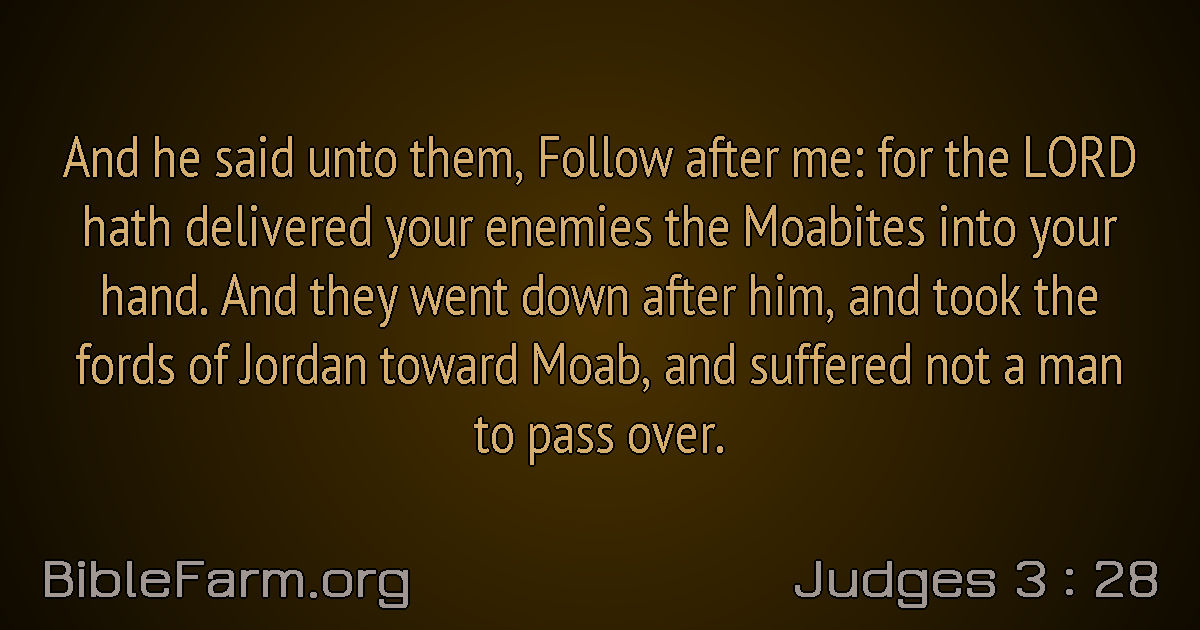 And he said unto them, Follow after me: for the LORD
hath delivered your enemies the Moabites into your
hand. And they went down after him, and took the
fords of Jordan toward Moab, and suffered not a man
to pass over.
BibleFarm.org
Judges 3 : 28